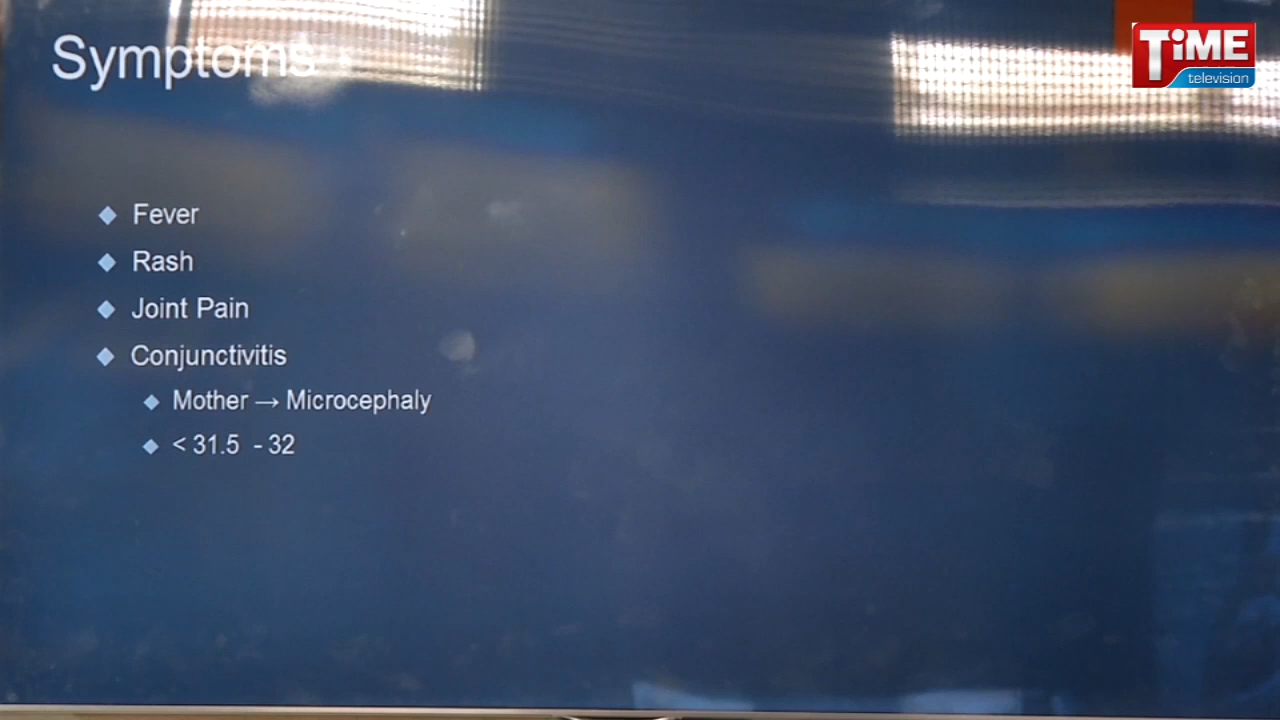 Symptoms
TiME
television
Fever
Rash
Joint Pain
Conjunctivitis
Mother → Microcephaly
< 31.5 - 32